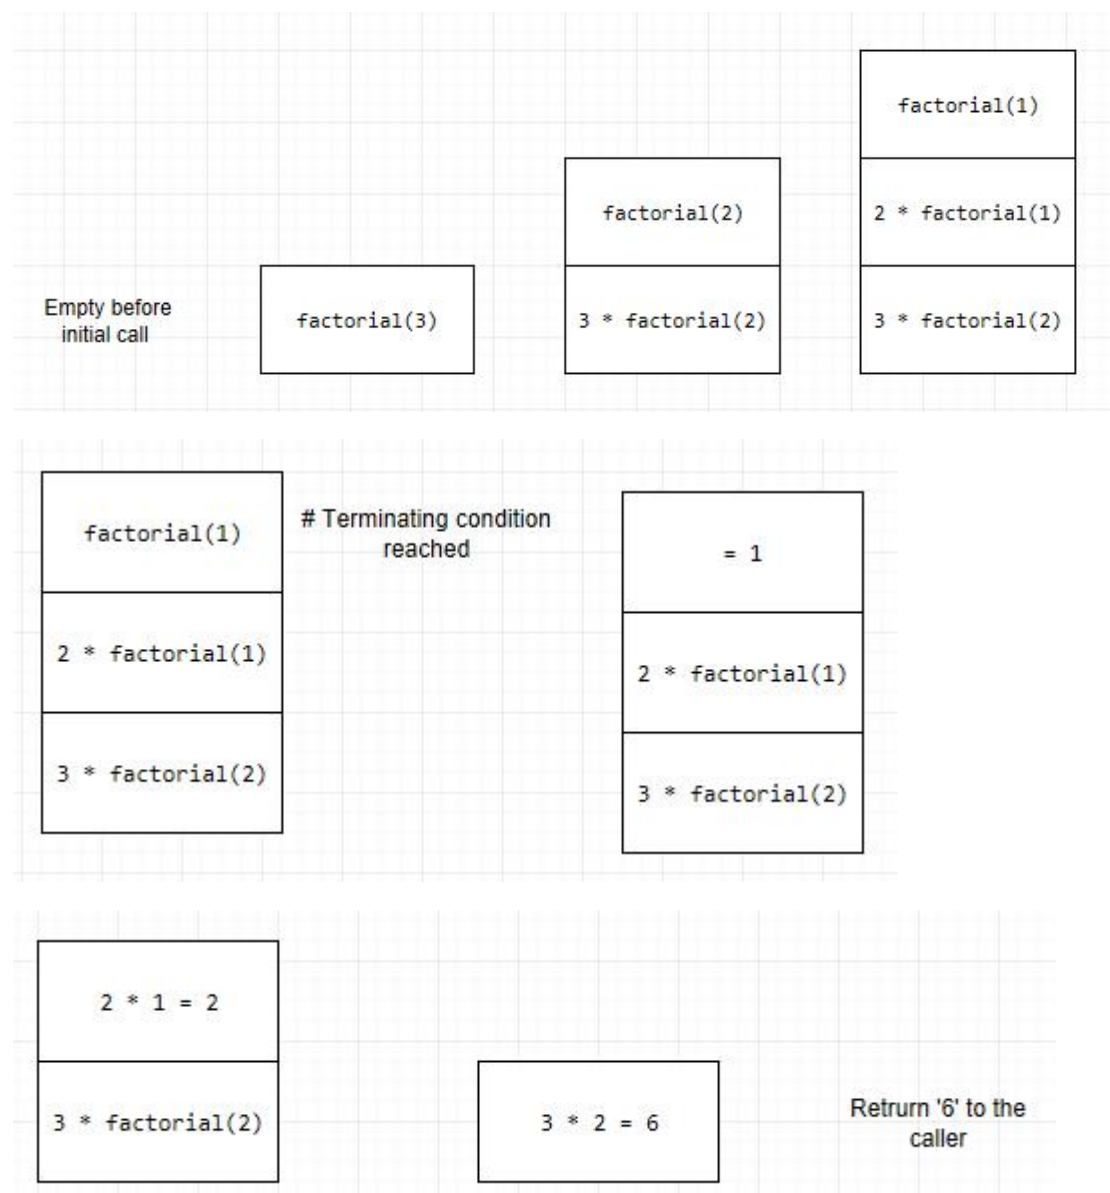 factorial(1)
factorial(2)
2 * factorial(1)
Empty before
initial call
factorial(3)
3 * factorial(2)
3 * factorial(2)
factorial(1)
# Terminating condition
reached
= 1
2 * factorial(1)
2 * factorial(1)
3 * factorial(2)
3 * factorial(2)
2 * 1 = 2
3 * factorial(2)
3 * 2 = 6
Retrurn '6' to the
caller